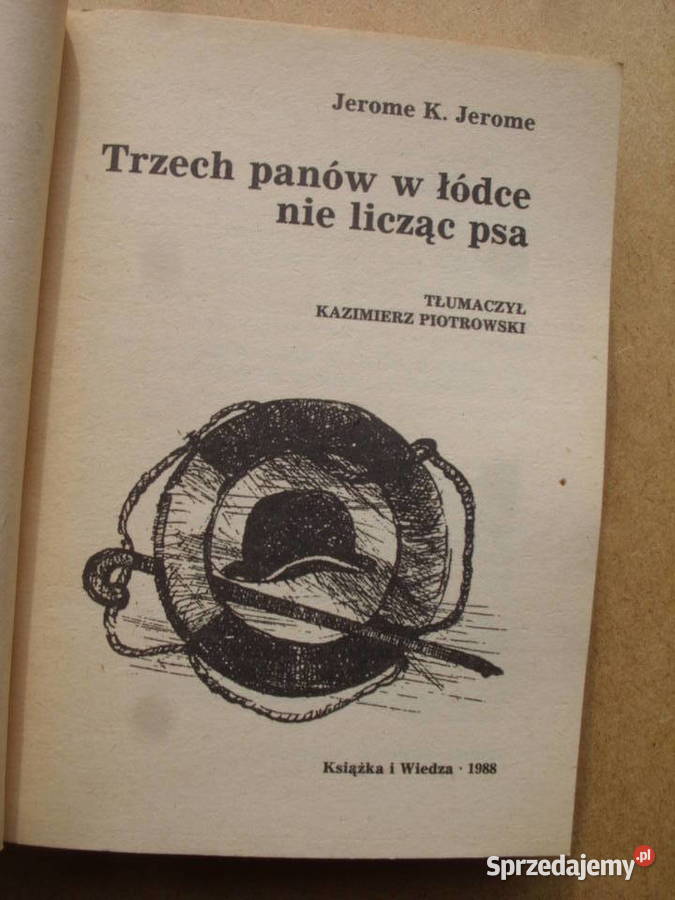 Jerome K. Jerome
Trzech panów w łódce
nie licząc psa
TŁUMACZYŁ
KAZIMIERZ PIOTROWSKI
Książka i Wiedza · 1988
Sprzedajemy.pl